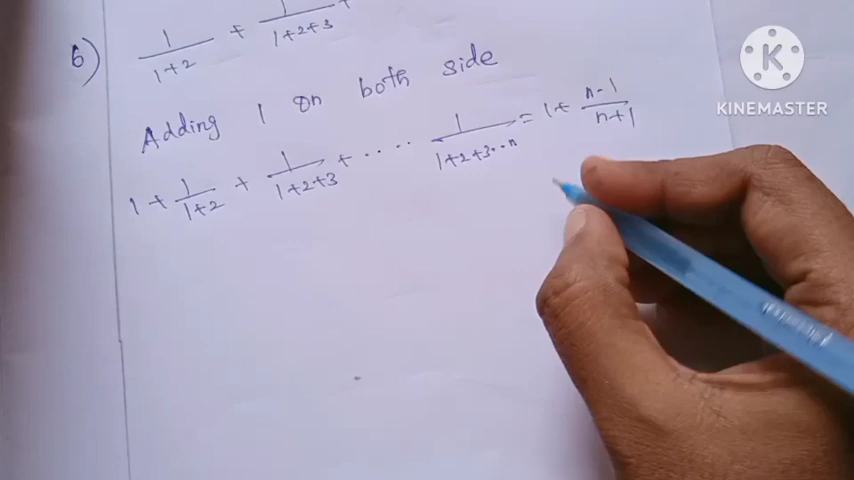 6) 1/(1+2) + 1/(1+2+3) +
Adding 1 on both side
1 + 1/(1+2) + 1/(1+2+3) + .... 1/(1+2+3..n) = 1+ (n-1)/(n+1)
K
KINEMASTER